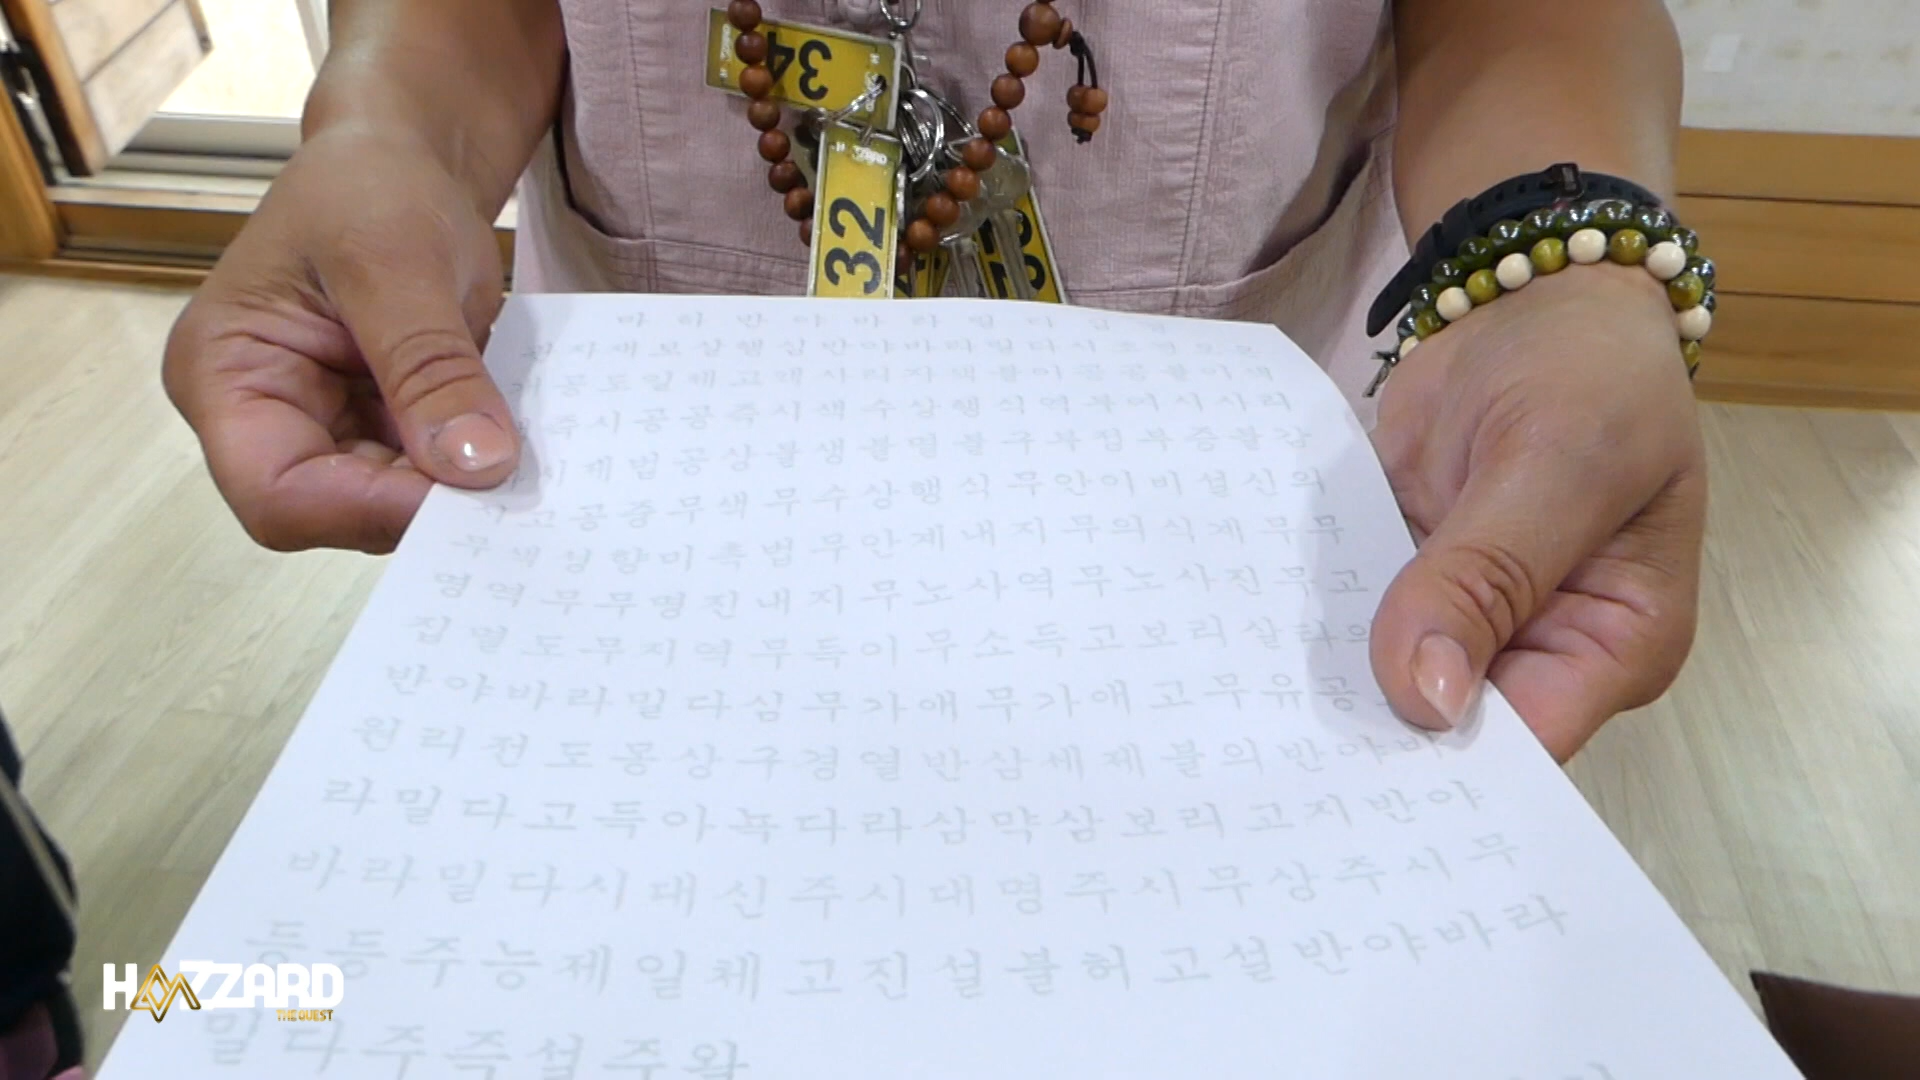 34
32
HAZZARD
마 하 반 야 바 라 밀 다 심 경
관 자 재 보 살 행 심 반 야 바 라 밀 다 시 조 견 오 온
개 공 도 일 체 고 액 사 리 자 색 불 이 공 공 불 이 색
색 즉 시 공 공 즉 시 색 수 상 행 식 역 부 여 시 사 리
시 제 법 공 상 불 생 불 멸 불 구 부 정 부 증 불 감
시 고 공 중 무 색 무 수 상 행 식 무 안 이 비 설 신 의
무 색 성 향 미 촉 법 무 안 계 내 지 무 의 식 계 무 무
명 역 무 무 명 진 내 지 무 노 사 역 무 노 사 진 무 고
집 멸 도 무 지 역 무 득 이 무 소 득 고 보 리 살 타 의
반 야 바 라 밀 다 심 무 가 애 무 가 애 고 무 유 공
원 리 전 도 몽 상 구 경 열 반 삼 세 제 불 의 반 야 바
라 밀 다 고 득 아 뇩 다 라 삼 막 삼 보 리 고 지 반 야
바 라 밀 다 시 대 신 주 시 대 명 주 시 무 상 주 시 무
등 등 주 능 제 일 체 고 진 실 불 허 고 설 반 야 바 라
밀 다 주 즉 설 주 왈
HAZZARD
THE QUEST